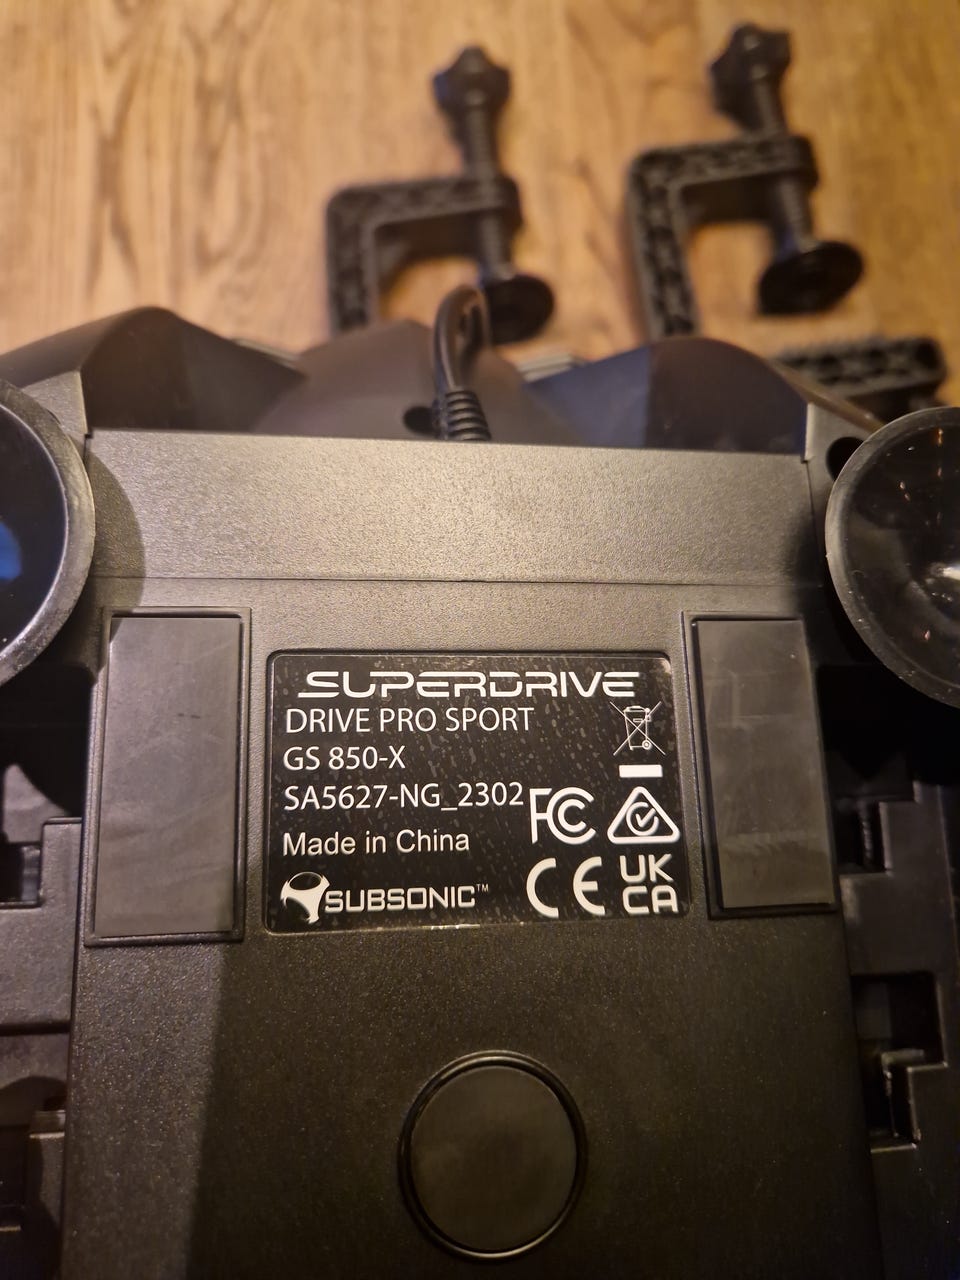 SUPERDRIVE
DRIVE PRO SPORT
GS 850-X
SA5627-NG_2302
FC
Made in China
CE
UK
CA
SUBSONIC™